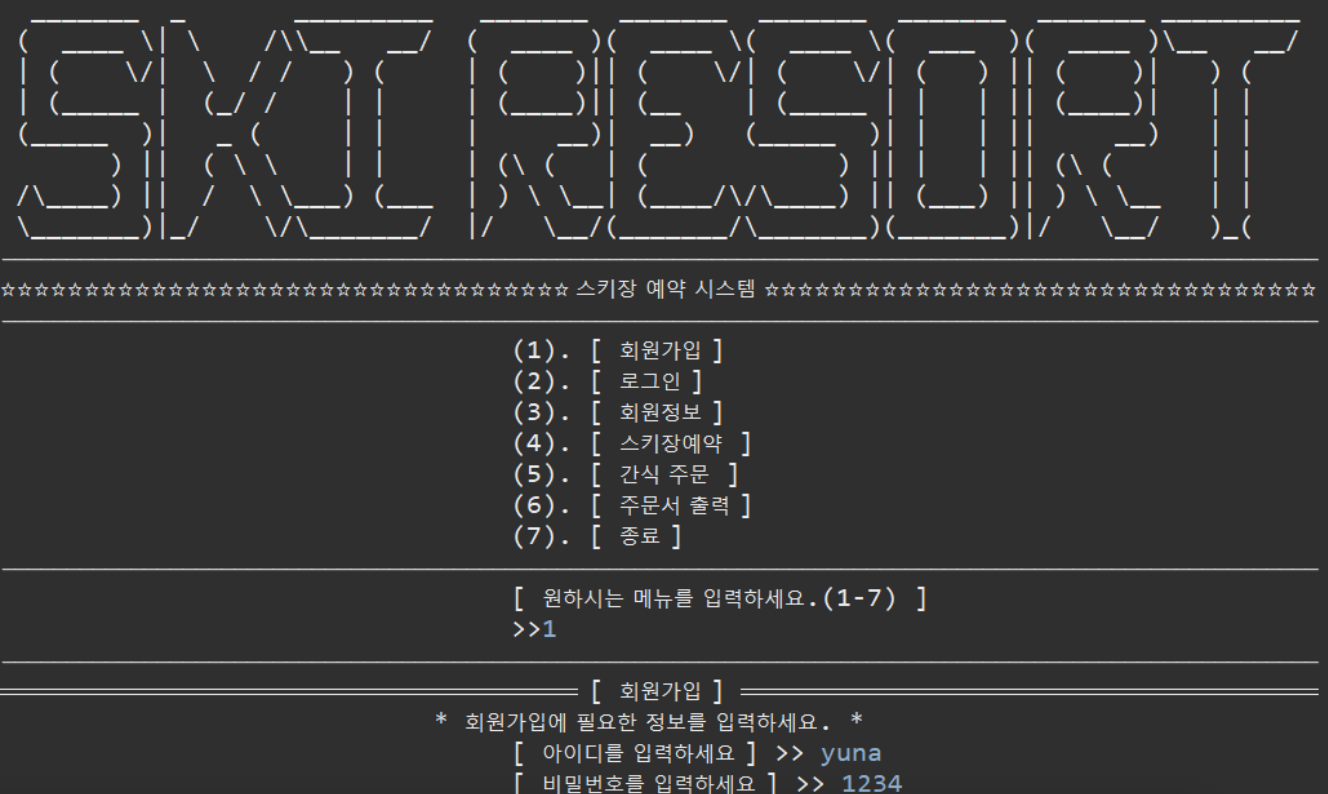 SKI RESORT
☆☆☆☆☆☆☆☆☆☆☆☆☆☆☆☆☆☆☆☆☆☆☆☆☆☆☆☆☆☆☆☆☆☆ 스키장 예약 시스템 ☆☆☆☆☆☆☆☆☆☆☆☆☆☆☆☆☆☆☆☆☆☆☆☆☆☆☆☆☆☆☆☆☆
(1). [ 회원가입 ]
(2). [ 로그인 ]
(3). [ 회원정보 ]
(4). [ 스키장예약 ]
(5). [ 간식 주문 ]
(6). [ 주문서 출력 ]
(7). [ 종료 ]
[ 원하시는 메뉴를 입력하세요.(1-7) ]
>>1
[ 회원가입 ]
* 회원가입에 필요한 정보를 입력하세요. *
[ 아이디를 입력하세요 ] >> yuna
[ 비밀번호를 입력하세요 ] >> 1234